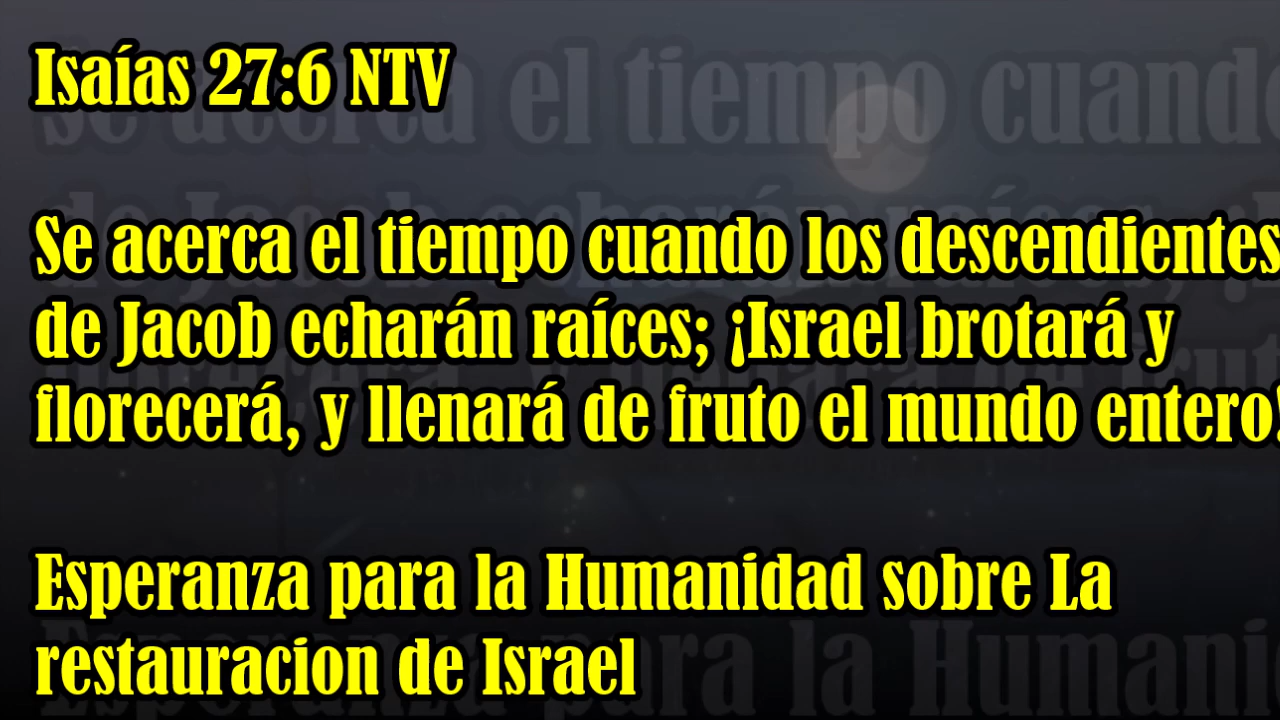 Isaías 27:6 NTV
Se acerca el tiempo cuando los descendientes
de Jacob echarán raíces; ¡Israel brotará y
florecerá, y llenará de fruto el mundo entero!
Esperanza para la Humanidad sobre La
restauracion de Israel